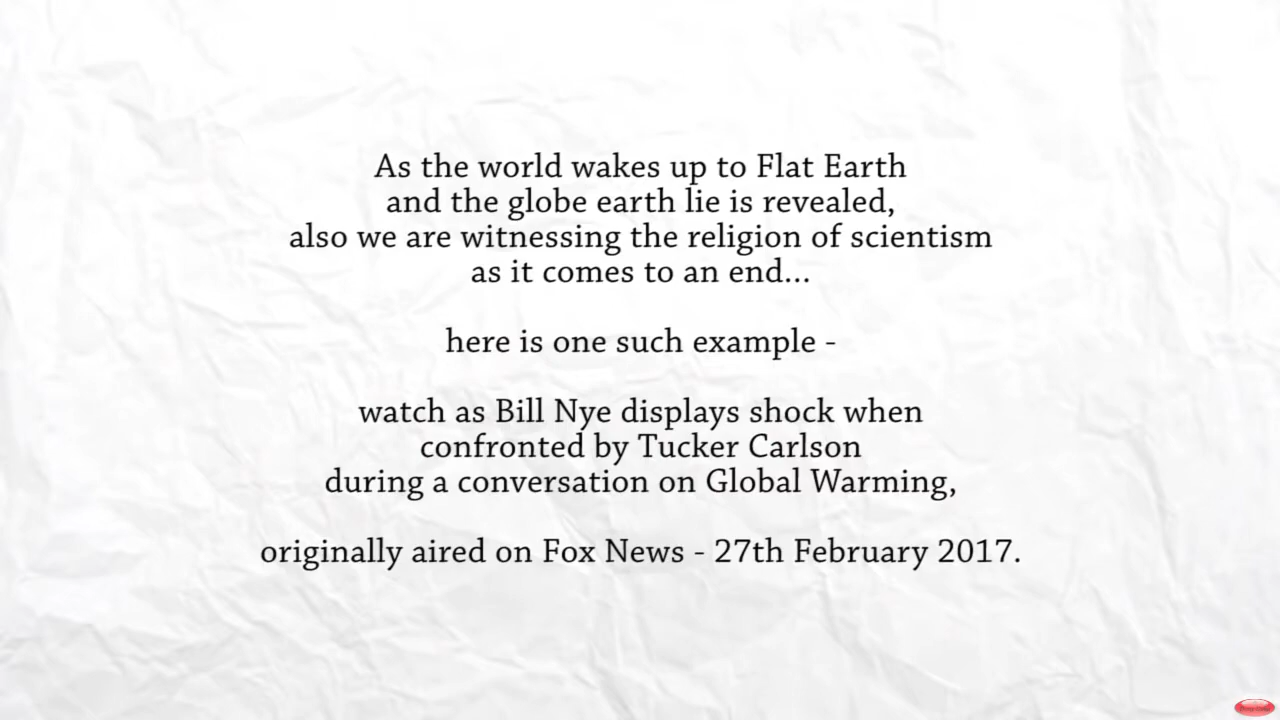 As the world wakes up to Flat Earth
and the globe earth lie is revealed,
also we are witnessing the religion of scientism
as it comes to an end...
here is one such example -
watch as Bill Nye displays shock when
confronted by Tucker Carlson
during a conversation on Global Warming,
originally aired on Fox News - 27th February 2017.